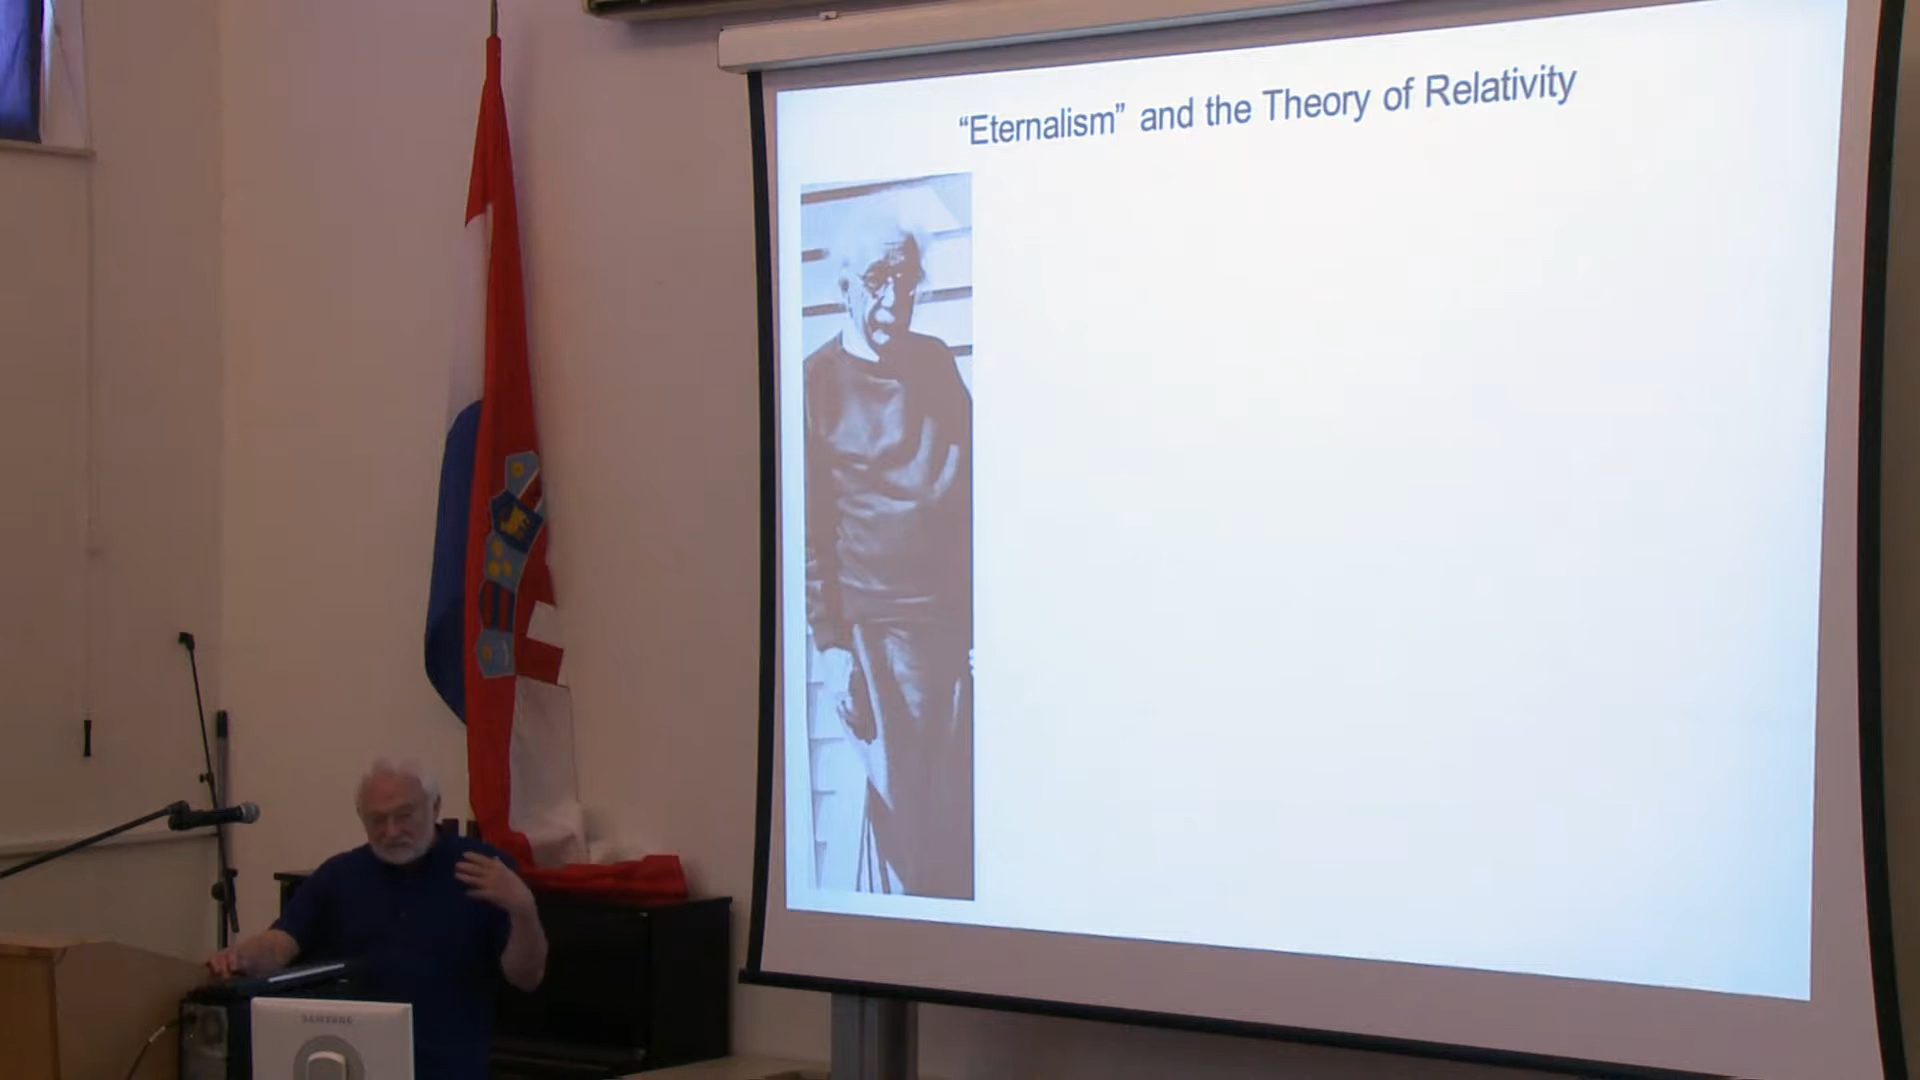 “Eternalism” and the Theory of Relativity
SAMSUNG